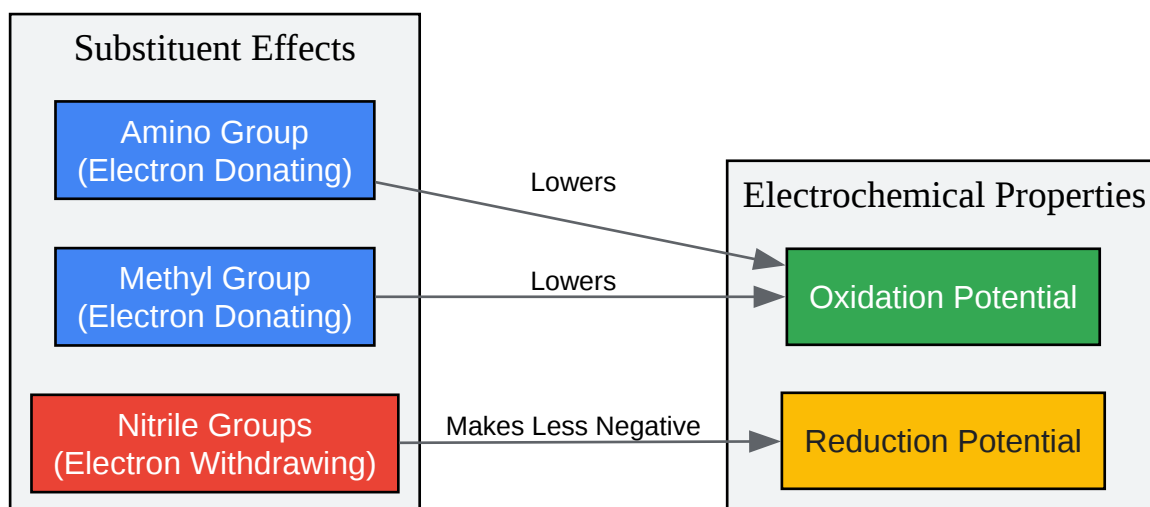 Substituent Effects
Amino Group
(Electron Donating)
Methyl Group
(Electron Donating)
Nitrile Groups
(Electron Withdrawing)
Lowers
Lowers
Makes Less Negative
Electrochemical Properties
Oxidation Potential
Reduction Potential